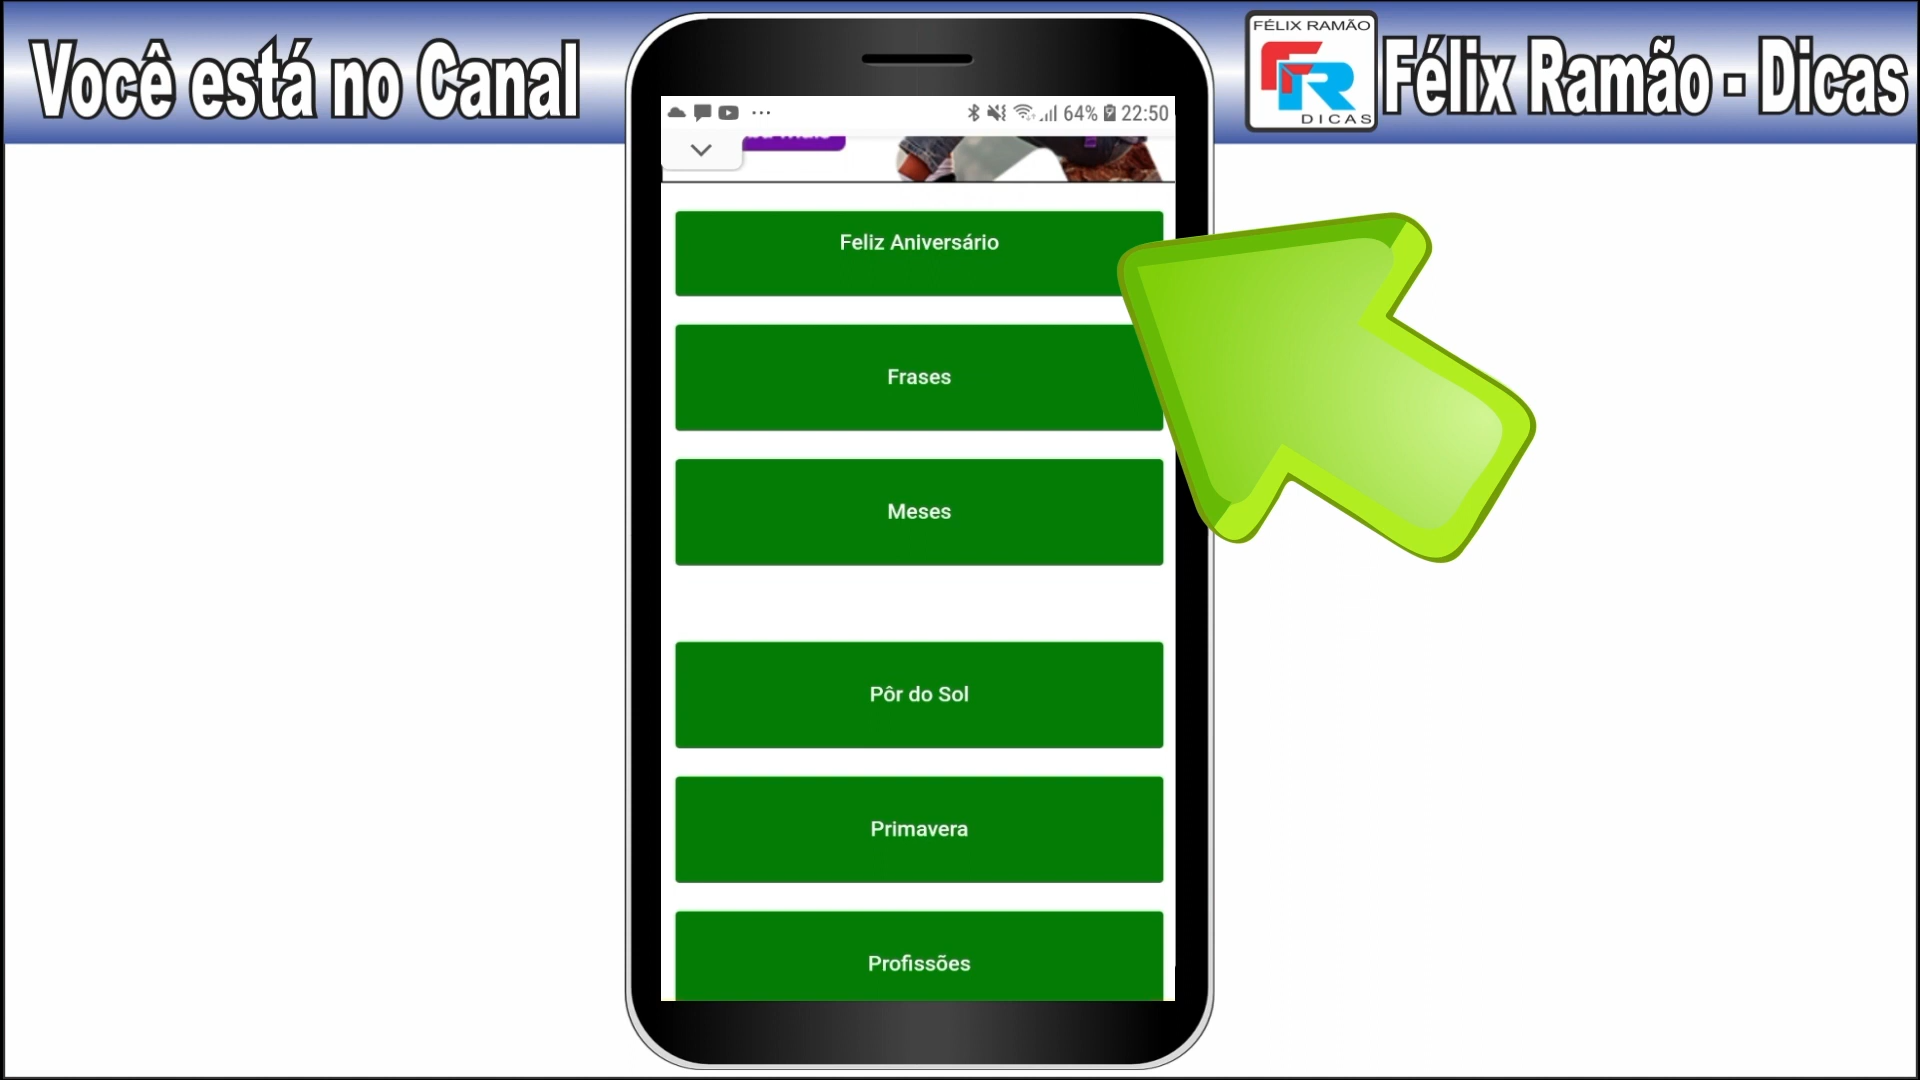 Você está no Canal
FÉLIX RAMÃO
DICAS
Félix Ramão - Dicas
64% 22:50
Feliz Aniversário
Frases
Meses
Pôr do Sol
Primavera
Profissões